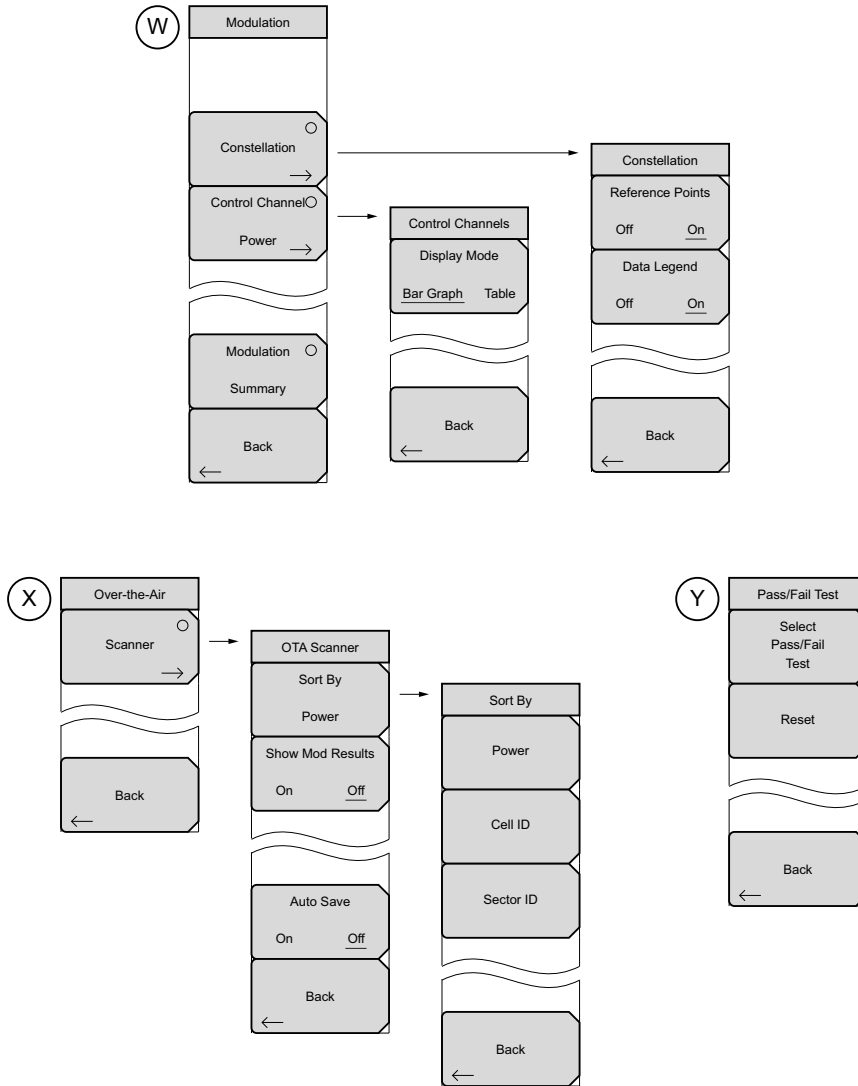 W
Modulation
Constellation
Control Channel
Power
Modulation
Summary
Back
Control Channels
Display Mode
Bar Graph Table
Back
Constellation
Reference Points
Off On
Data Legend
Off On
Back
X
Over-the-Air
Scanner
Back
OTA Scanner
Sort By
Power
Show Mod Results
On Off
Auto Save
On Off
Back
Sort By
Power
Cell ID
Sector ID
Back
Y
Pass/Fail Test
Select
Pass/Fail
Test
Reset
Back